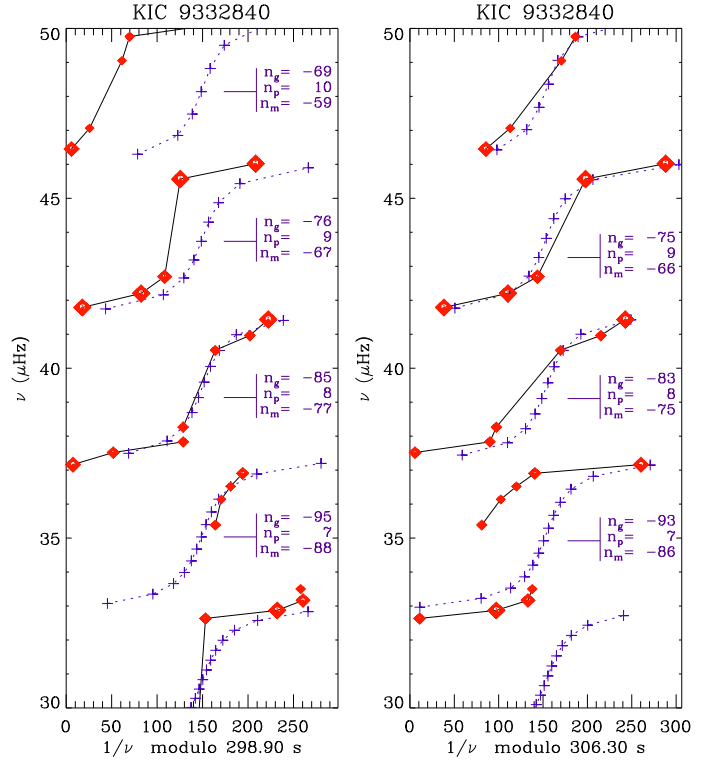 KIC 9332840
50
n_g= −69
n_p= 10
n_m= −59
45
n_g= −76
n_p= 9
n_m= −67
40
n_g= −85
n_p= 8
n_m= −77
35
n_g= −95
n_p= 7
n_m= −88
30
ν (μHz)
0 50 100 150 200 250
1/ν modulo 298.90 s
KIC 9332840
50
45
n_g= −75
n_p= 9
n_m= −66
40
n_g= −83
n_p= 8
n_m= −75
35
n_g= −93
n_p= 7
n_m= −86
30
ν (μHz)
0 50 100 150 200 250 300
1/ν modulo 306.30 s